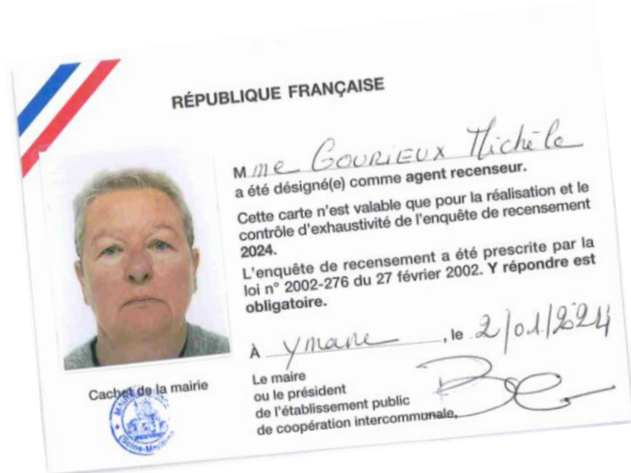 RÉPUBLIQUE FRANÇAISE
Mme GOURIEUX Michèle
a été désigné(e) comme agent recenseur.
Cette carte n'est valable que pour la réalisation et le
contrôle d'exhaustivité de l'enquête de recensement
2024.
L'enquête de recensement a été prescrite par la
loi n° 2002-276 du 27 février 2002. Y répondre est
obligatoire.
À ymare, le 2/01/2024
Cachet de la mairie
Le maire
ou le président
de l'établissement public
de coopération intercommunale,
MAIRIE